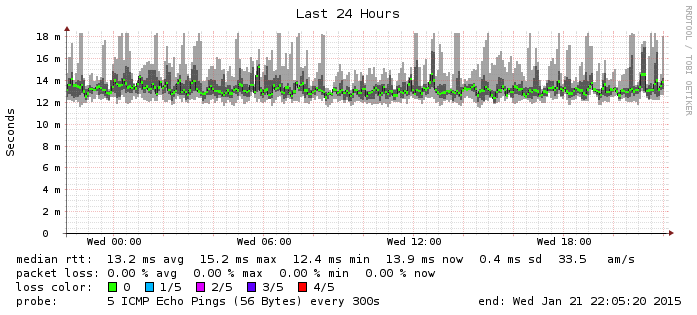 Last 24 Hours
RRDTOOL / TOBI OETIKER
Seconds
18 m
16 m
14 m
12 m
10 m
8 m
6 m
4 m
2 m
0
Wed 00:00 Wed 06:00 Wed 12:00 Wed 18:00
median rtt: 13.2 ms avg 15.2 ms max 12.4 ms min 13.9 ms now 0.4 ms sd 33.5 am/s
packet loss: 0.00 % avg 0.00 % max 0.00 % min 0.00 % now
loss color: 0 1/5 2/5 3/5 4/5
probe: 5 ICMP Echo Pings (56 Bytes) every 300s end: Wed Jan 21 22:05:20 2015